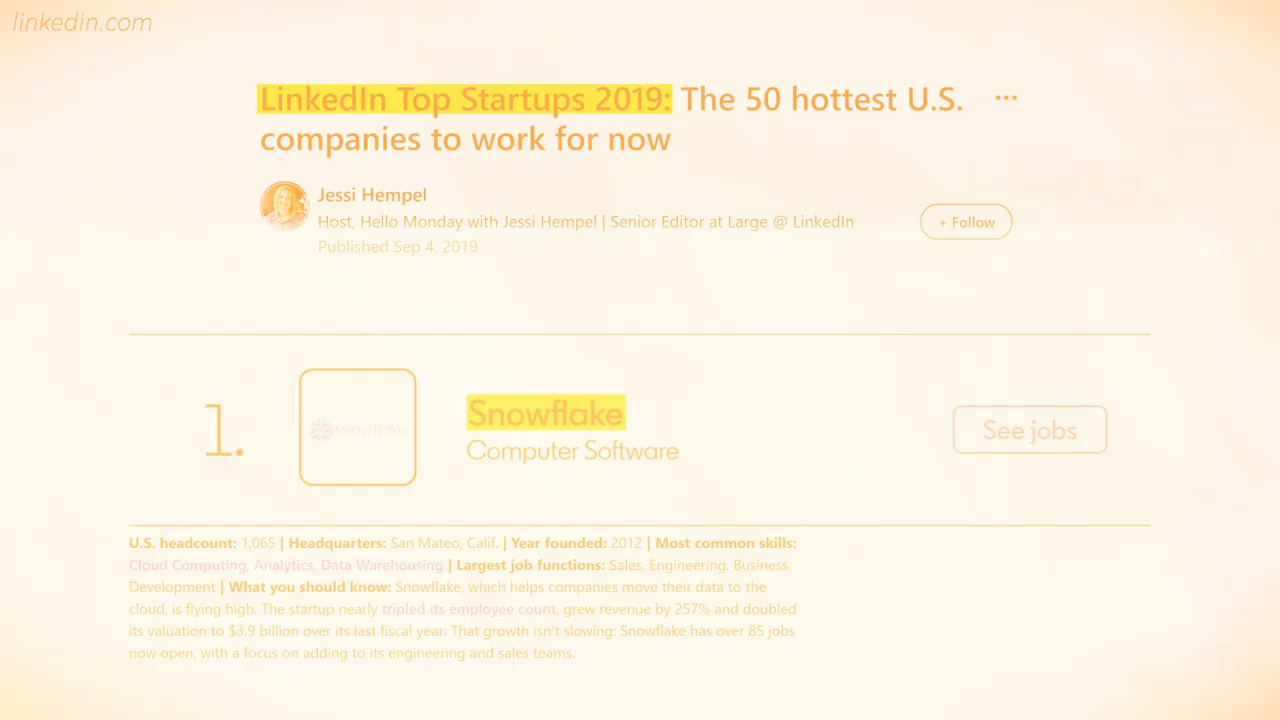 linkedin.com
LinkedIn Top Startups 2019: The 50 hottest U.S. ...
companies to work for now
Jessi Hempel
Host, Hello Monday with Jessi Hempel | Senior Editor at Large @ LinkedIn
+ Follow
Published Sep 4, 2019
1.
snowflake
Snowflake
Computer Software
See jobs
U.S. headcount: 1,065 | Headquarters: San Mateo, Calif. | Year founded: 2012 | Most common skills:
Cloud Computing, Analytics, Data Warehousing | Largest job functions: Sales, Engineering, Business
Development | What you should know: Snowflake, which helps companies move their data to the
cloud, is flying high. The startup nearly tripled its employee count, grew revenue by 257% and doubled
its valuation to $3.9 billion over its last fiscal year. That growth isn't slowing: Snowflake has over 85 jobs
now open, with a focus on adding to its engineering and sales teams.